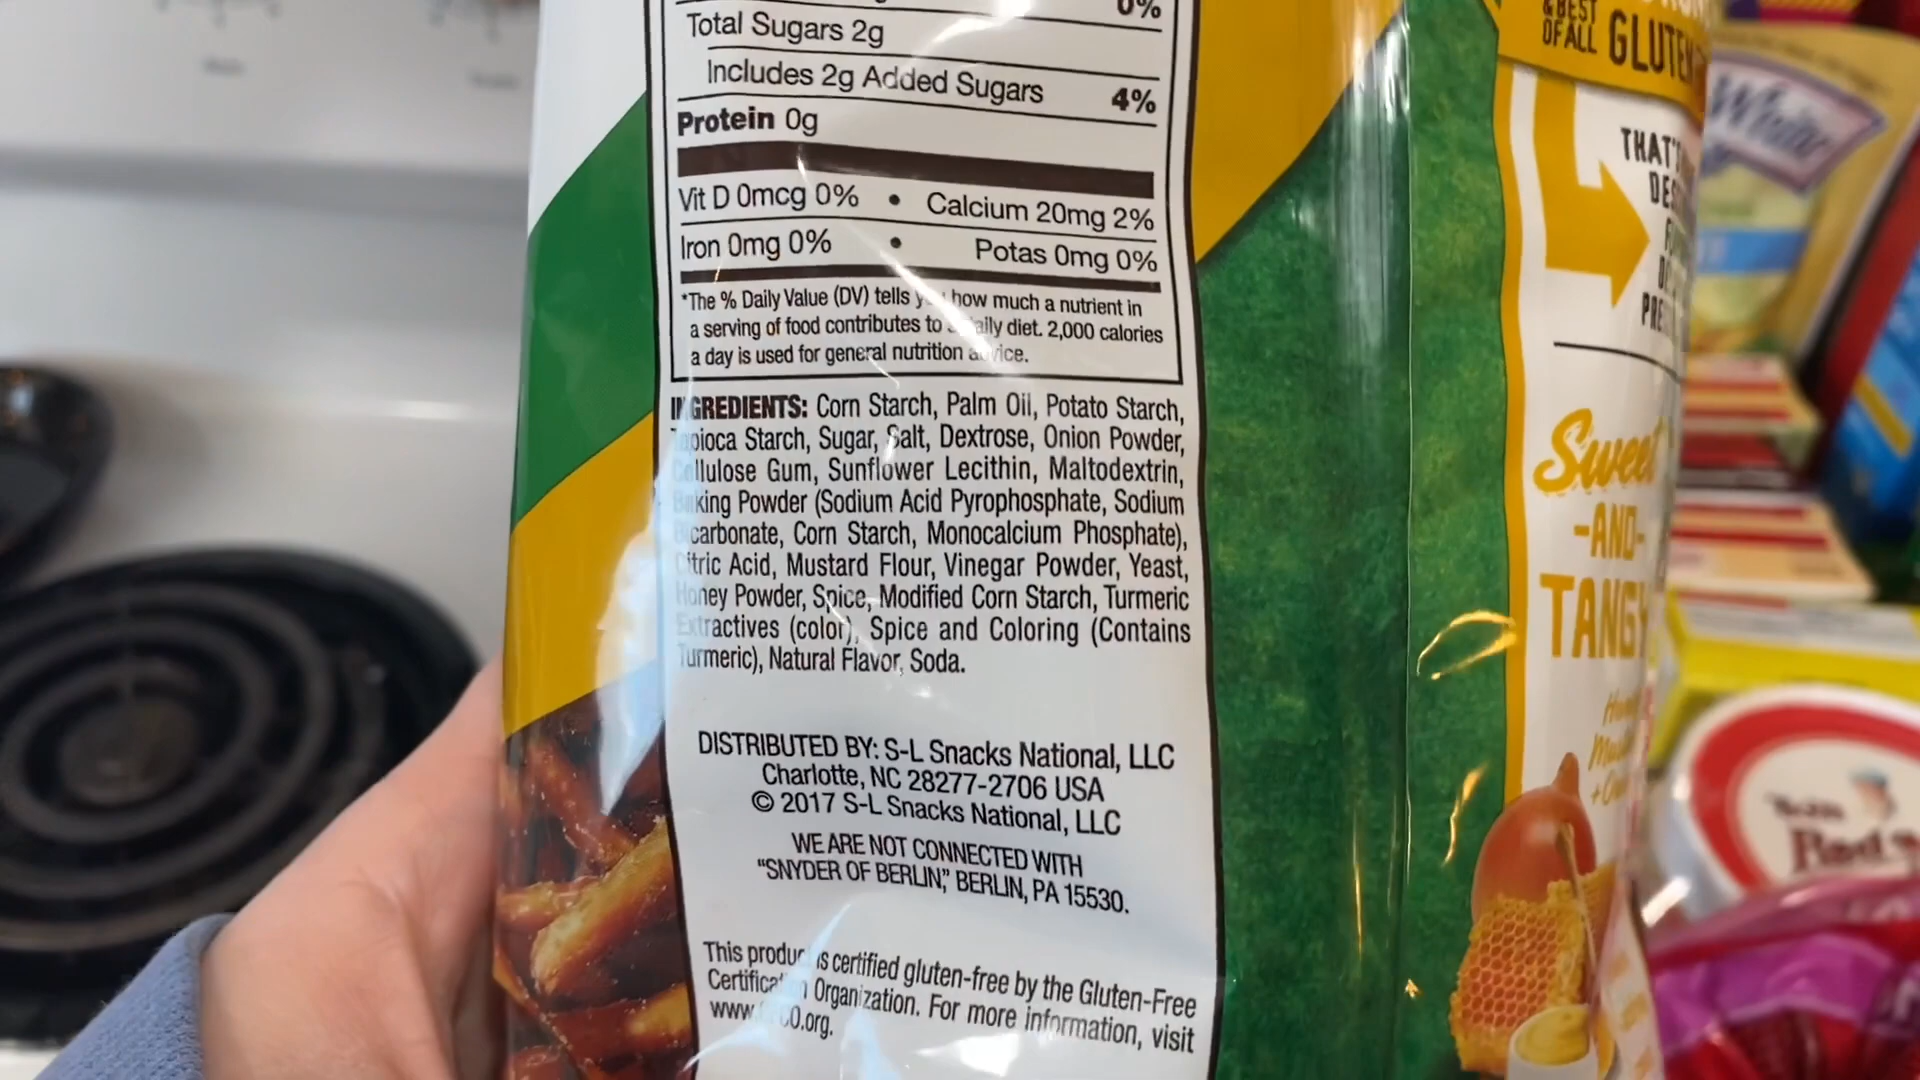 0%
Total Sugars 2g
Includes 2g Added Sugars 4%
Protein 0g
Vit D 0mcg 0% • Calcium 20mg 2%
Iron 0mg 0% • Potas 0mg 0%
*The % Daily Value (DV) tells how much a nutrient in
a serving of food contributes to diet. 2,000 calories
a day is used for general nutrition advice.
INGREDIENTS: Corn Starch, Palm Oil, Potato Starch,
Tapioca Starch, Sugar, Salt, Dextrose, Onion Powder,
Cellulose Gum, Sunflower Lecithin, Maltodextrin,
Baking Powder (Sodium Acid Pyrophosphate, Sodium
Bicarbonate, Corn Starch, Monocalcium Phosphate),
Citric Acid, Mustard Flour, Vinegar Powder, Yeast,
Honey Powder, Spice, Modified Corn Starch, Turmeric
Extractives (color), Spice and Coloring (Contains
Turmeric), Natural Flavor, Soda.
DISTRIBUTED BY: S-L Snacks National, LLC
Charlotte, NC 28277-2706 USA
© 2017 S-L Snacks National, LLC
WE ARE NOT CONNECTED WITH
"SNYDER OF BERLIN," BERLIN, PA 15530.
This product is certified gluten-free by the Gluten-Free
Certification Organization. For more information, visit
&BEST
OF ALL GLUTEN
Sweet
-AND-
TANGY
White
Red's